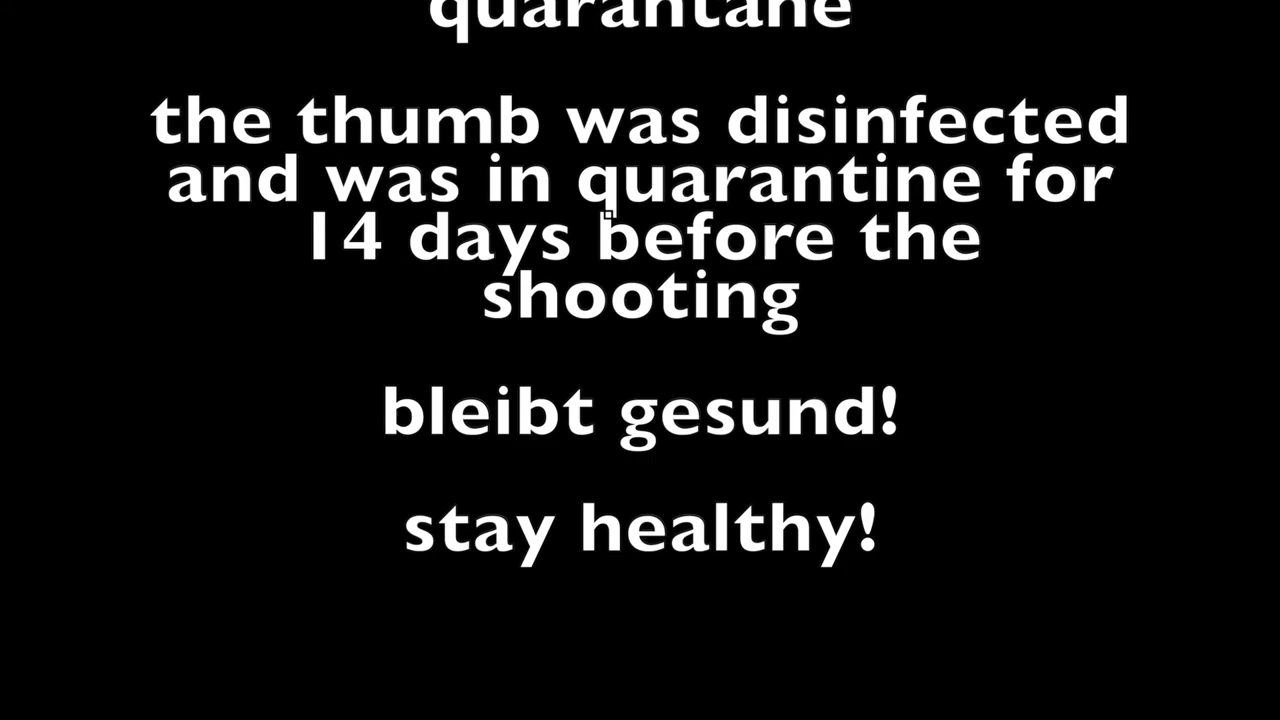 quarantäne
the thumb was disinfected
and was in quarantine for
14 days before the
shooting
bleibt gesund!
stay healthy!